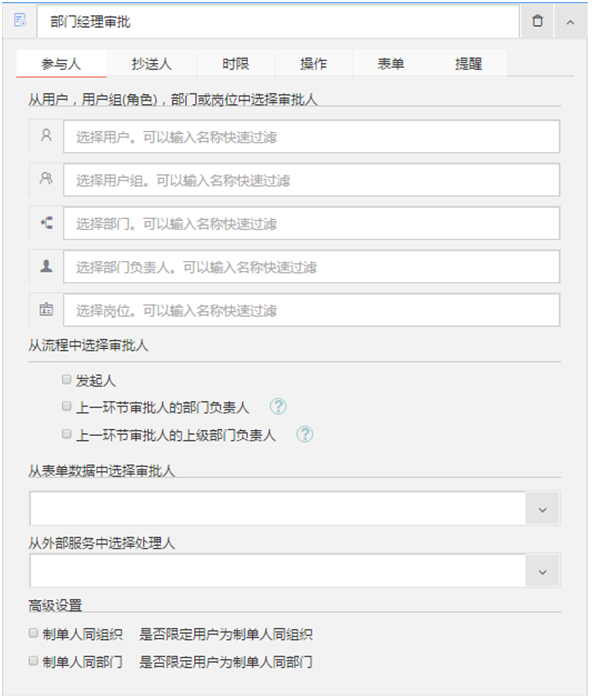 部门经理审批
参与人 抄送人 时限 操作 表单 提醒
从用户，用户组(角色)，部门或岗位中选择审批人
选择用户。可以输入名称快速过滤
选择用户组。可以输入名称快速过滤
选择部门。可以输入名称快速过滤
选择部门负责人。可以输入名称快速过滤
选择岗位。可以输入名称快速过滤
从流程中选择审批人
发起人
上一环节审批人的部门负责人 ?
上一环节审批人的上级部门负责人 ?
从表单数据中选择审批人
从外部服务中选择处理人
高级设置
制单人同组织 是否限定用户为制单人同组织
制单人同部门 是否限定用户为制单人同部门